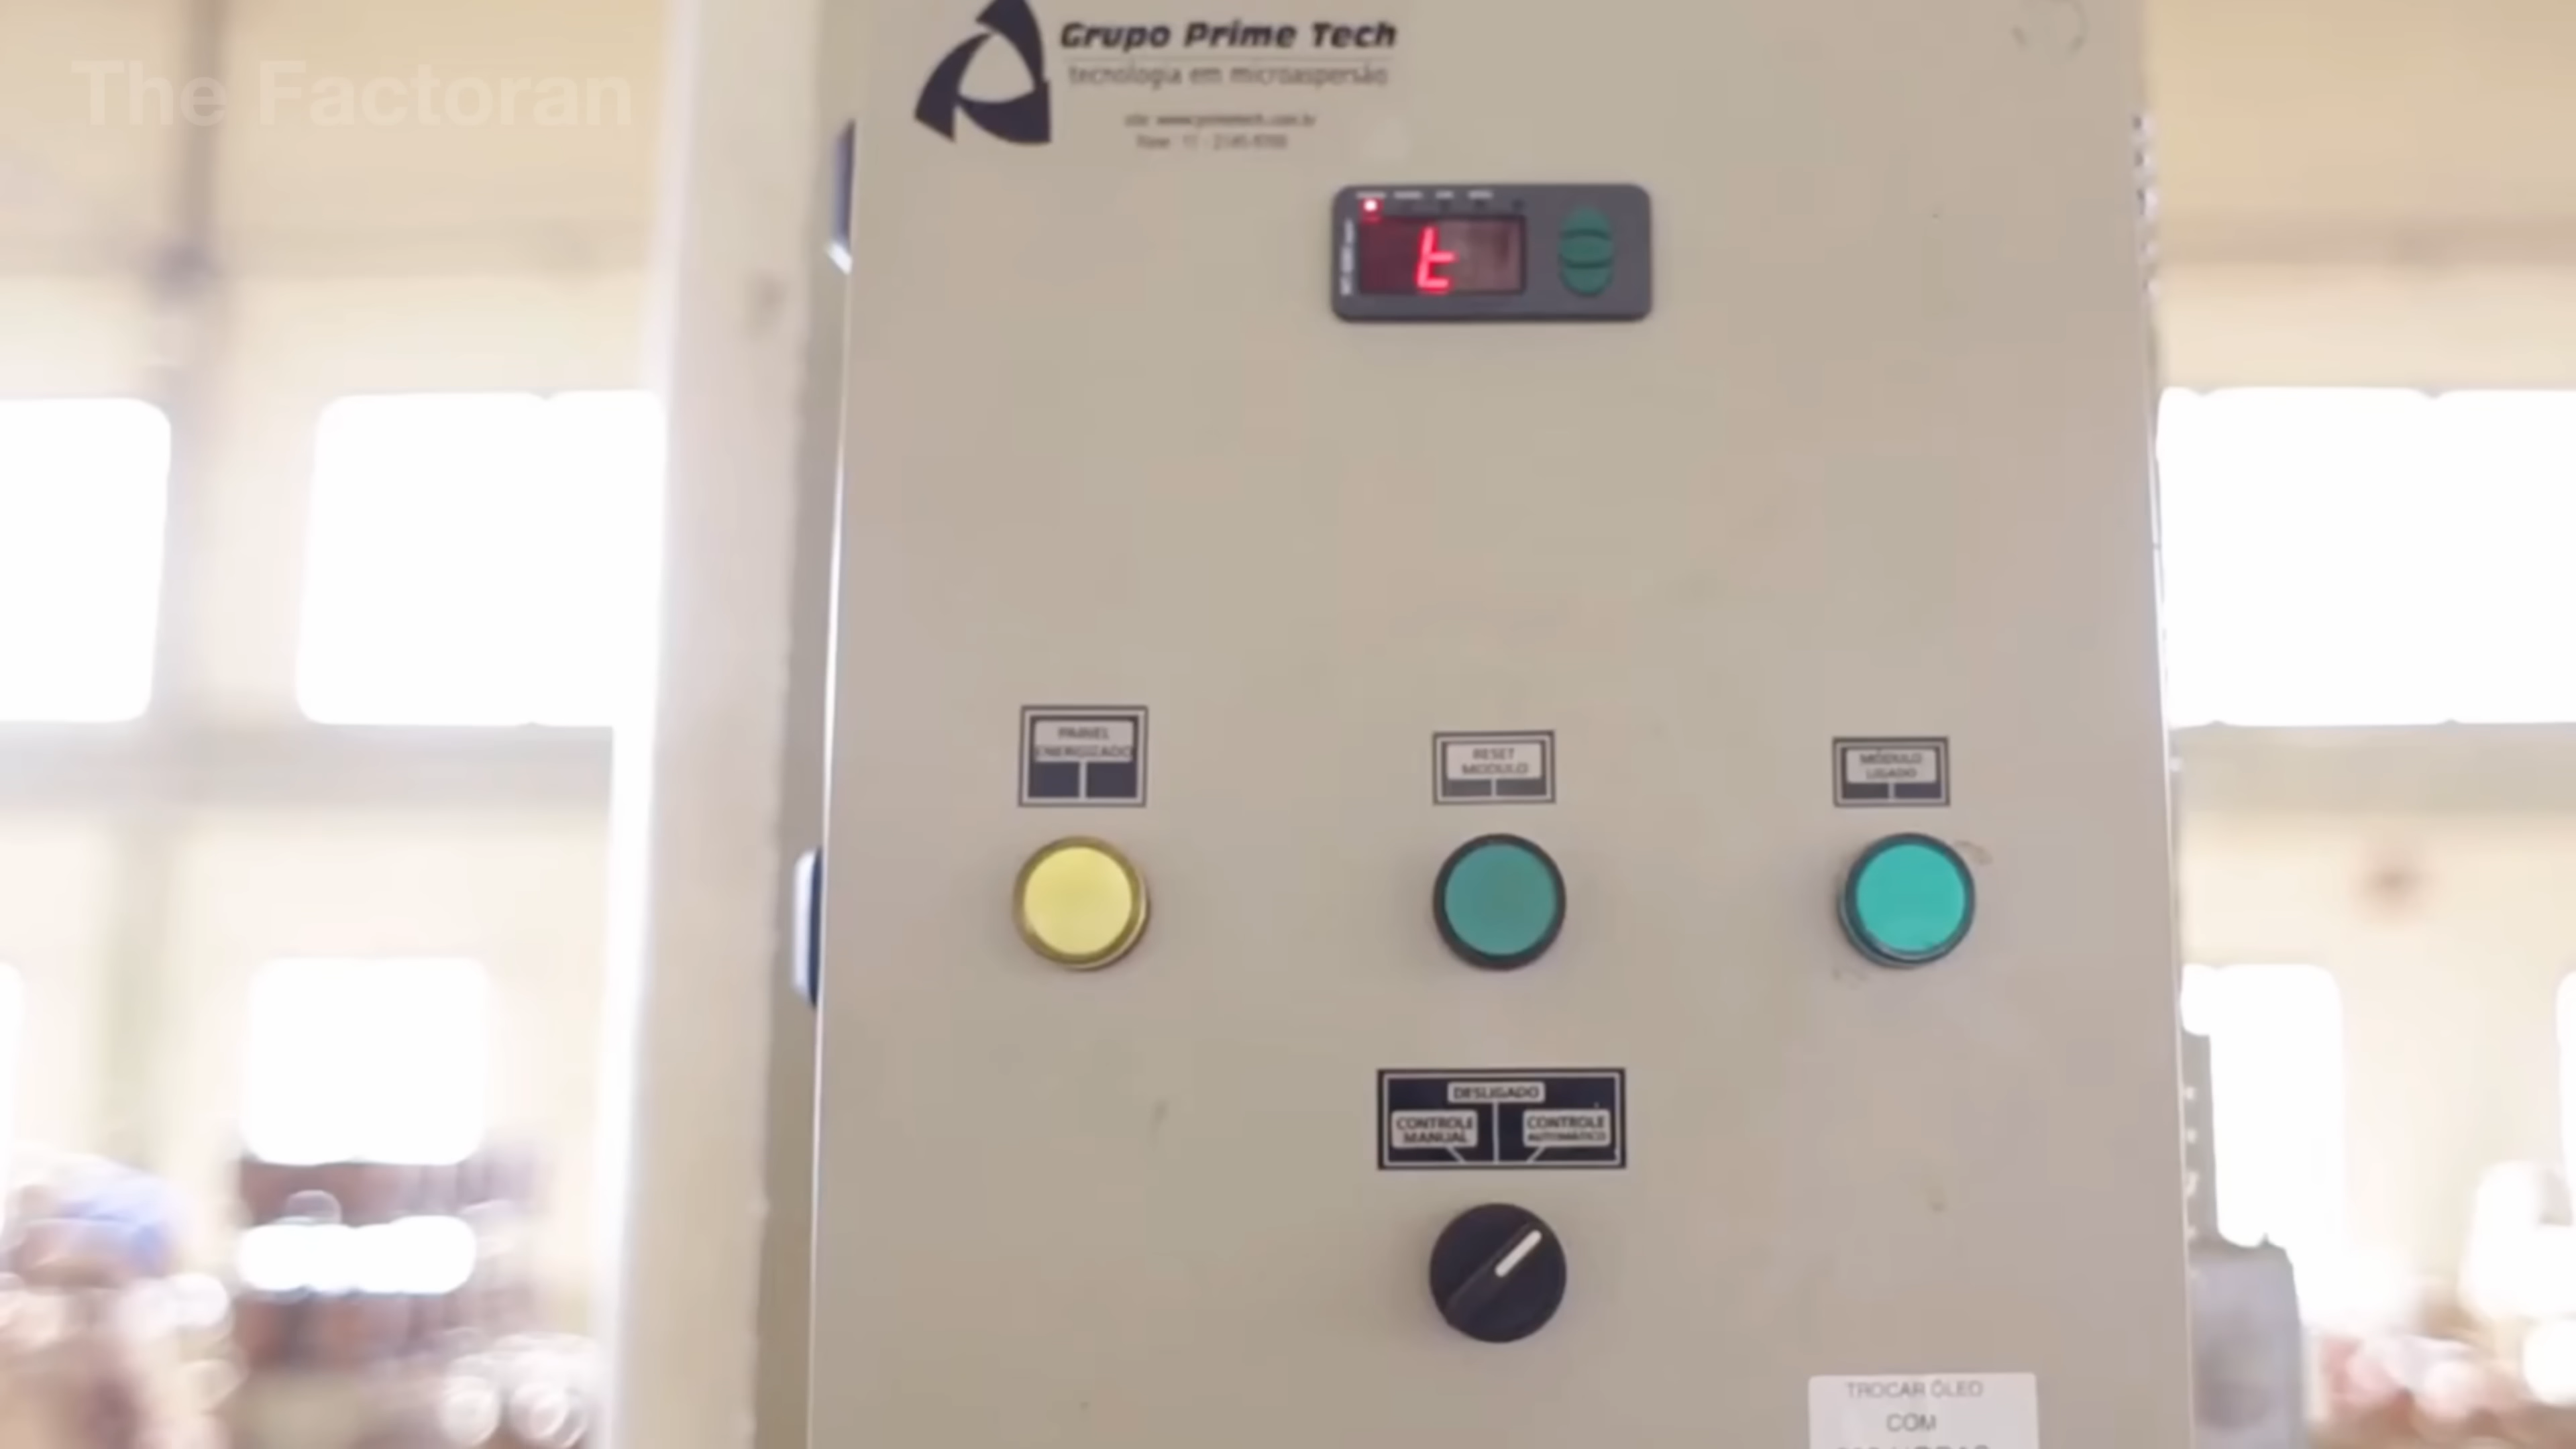 The Factoran
Grupo Prime Tech
tecnologia em microaspersão
t
PAINEL
ENERGIZADO
RESET
MODULO
MÓDULO
LIGADO
DESLIGADO
CONTROLE
MANUAL
CONTROLE
AUTOMÁTICO
TROCAR ÓLEO
COM